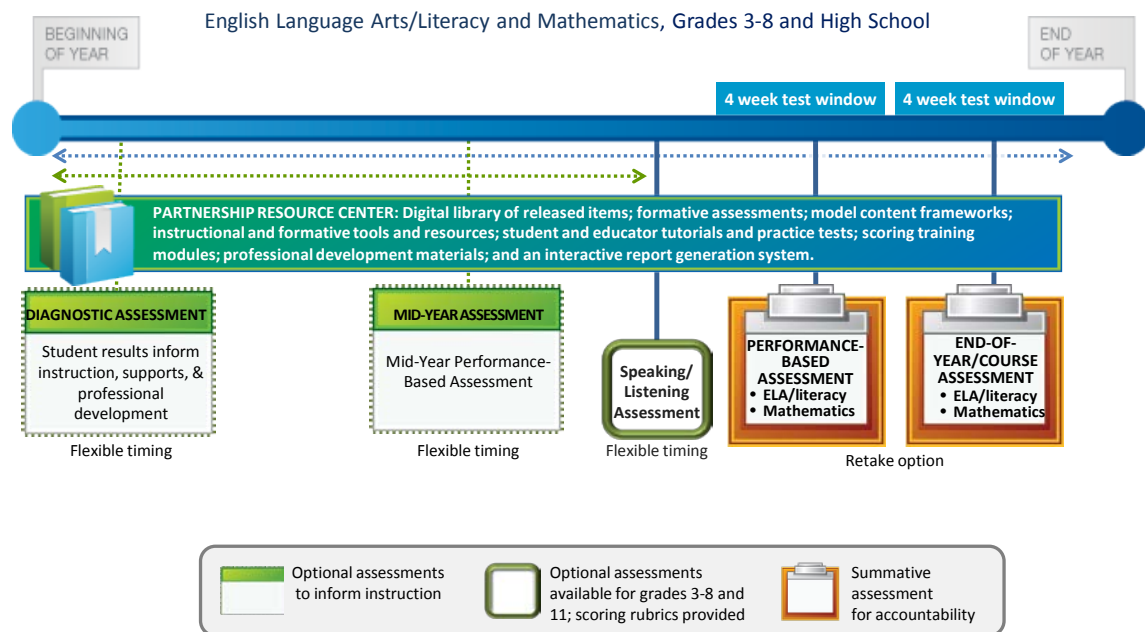 English Language Arts/Literacy and Mathematics, Grades 3-8 and High School
BEGINNING
OF YEAR
END
OF YEAR
4 week test window
4 week test window
PARTNERSHIP RESOURCE CENTER: Digital library of released items; formative assessments; model content frameworks;
instructional and formative tools and resources; student and educator tutorials and practice tests; scoring training
modules; professional development materials; and an interactive report generation system.
DIAGNOSTIC ASSESSMENT
Student results inform
instruction, supports, &
professional
development
Flexible timing
MID-YEAR ASSESSMENT
Mid-Year Performance-
Based Assessment
Flexible timing
Speaking/
Listening
Assessment
Flexible timing
PERFORMANCE-
BASED
ASSESSMENT
• ELA/literacy
• Mathematics
END-OF-
YEAR/COURSE
ASSESSMENT
• ELA/literacy
• Mathematics
Retake option
Optional assessments
to inform instruction
Optional assessments
available for grades 3-8 and
11; scoring rubrics provided
Summative
assessment
for accountability